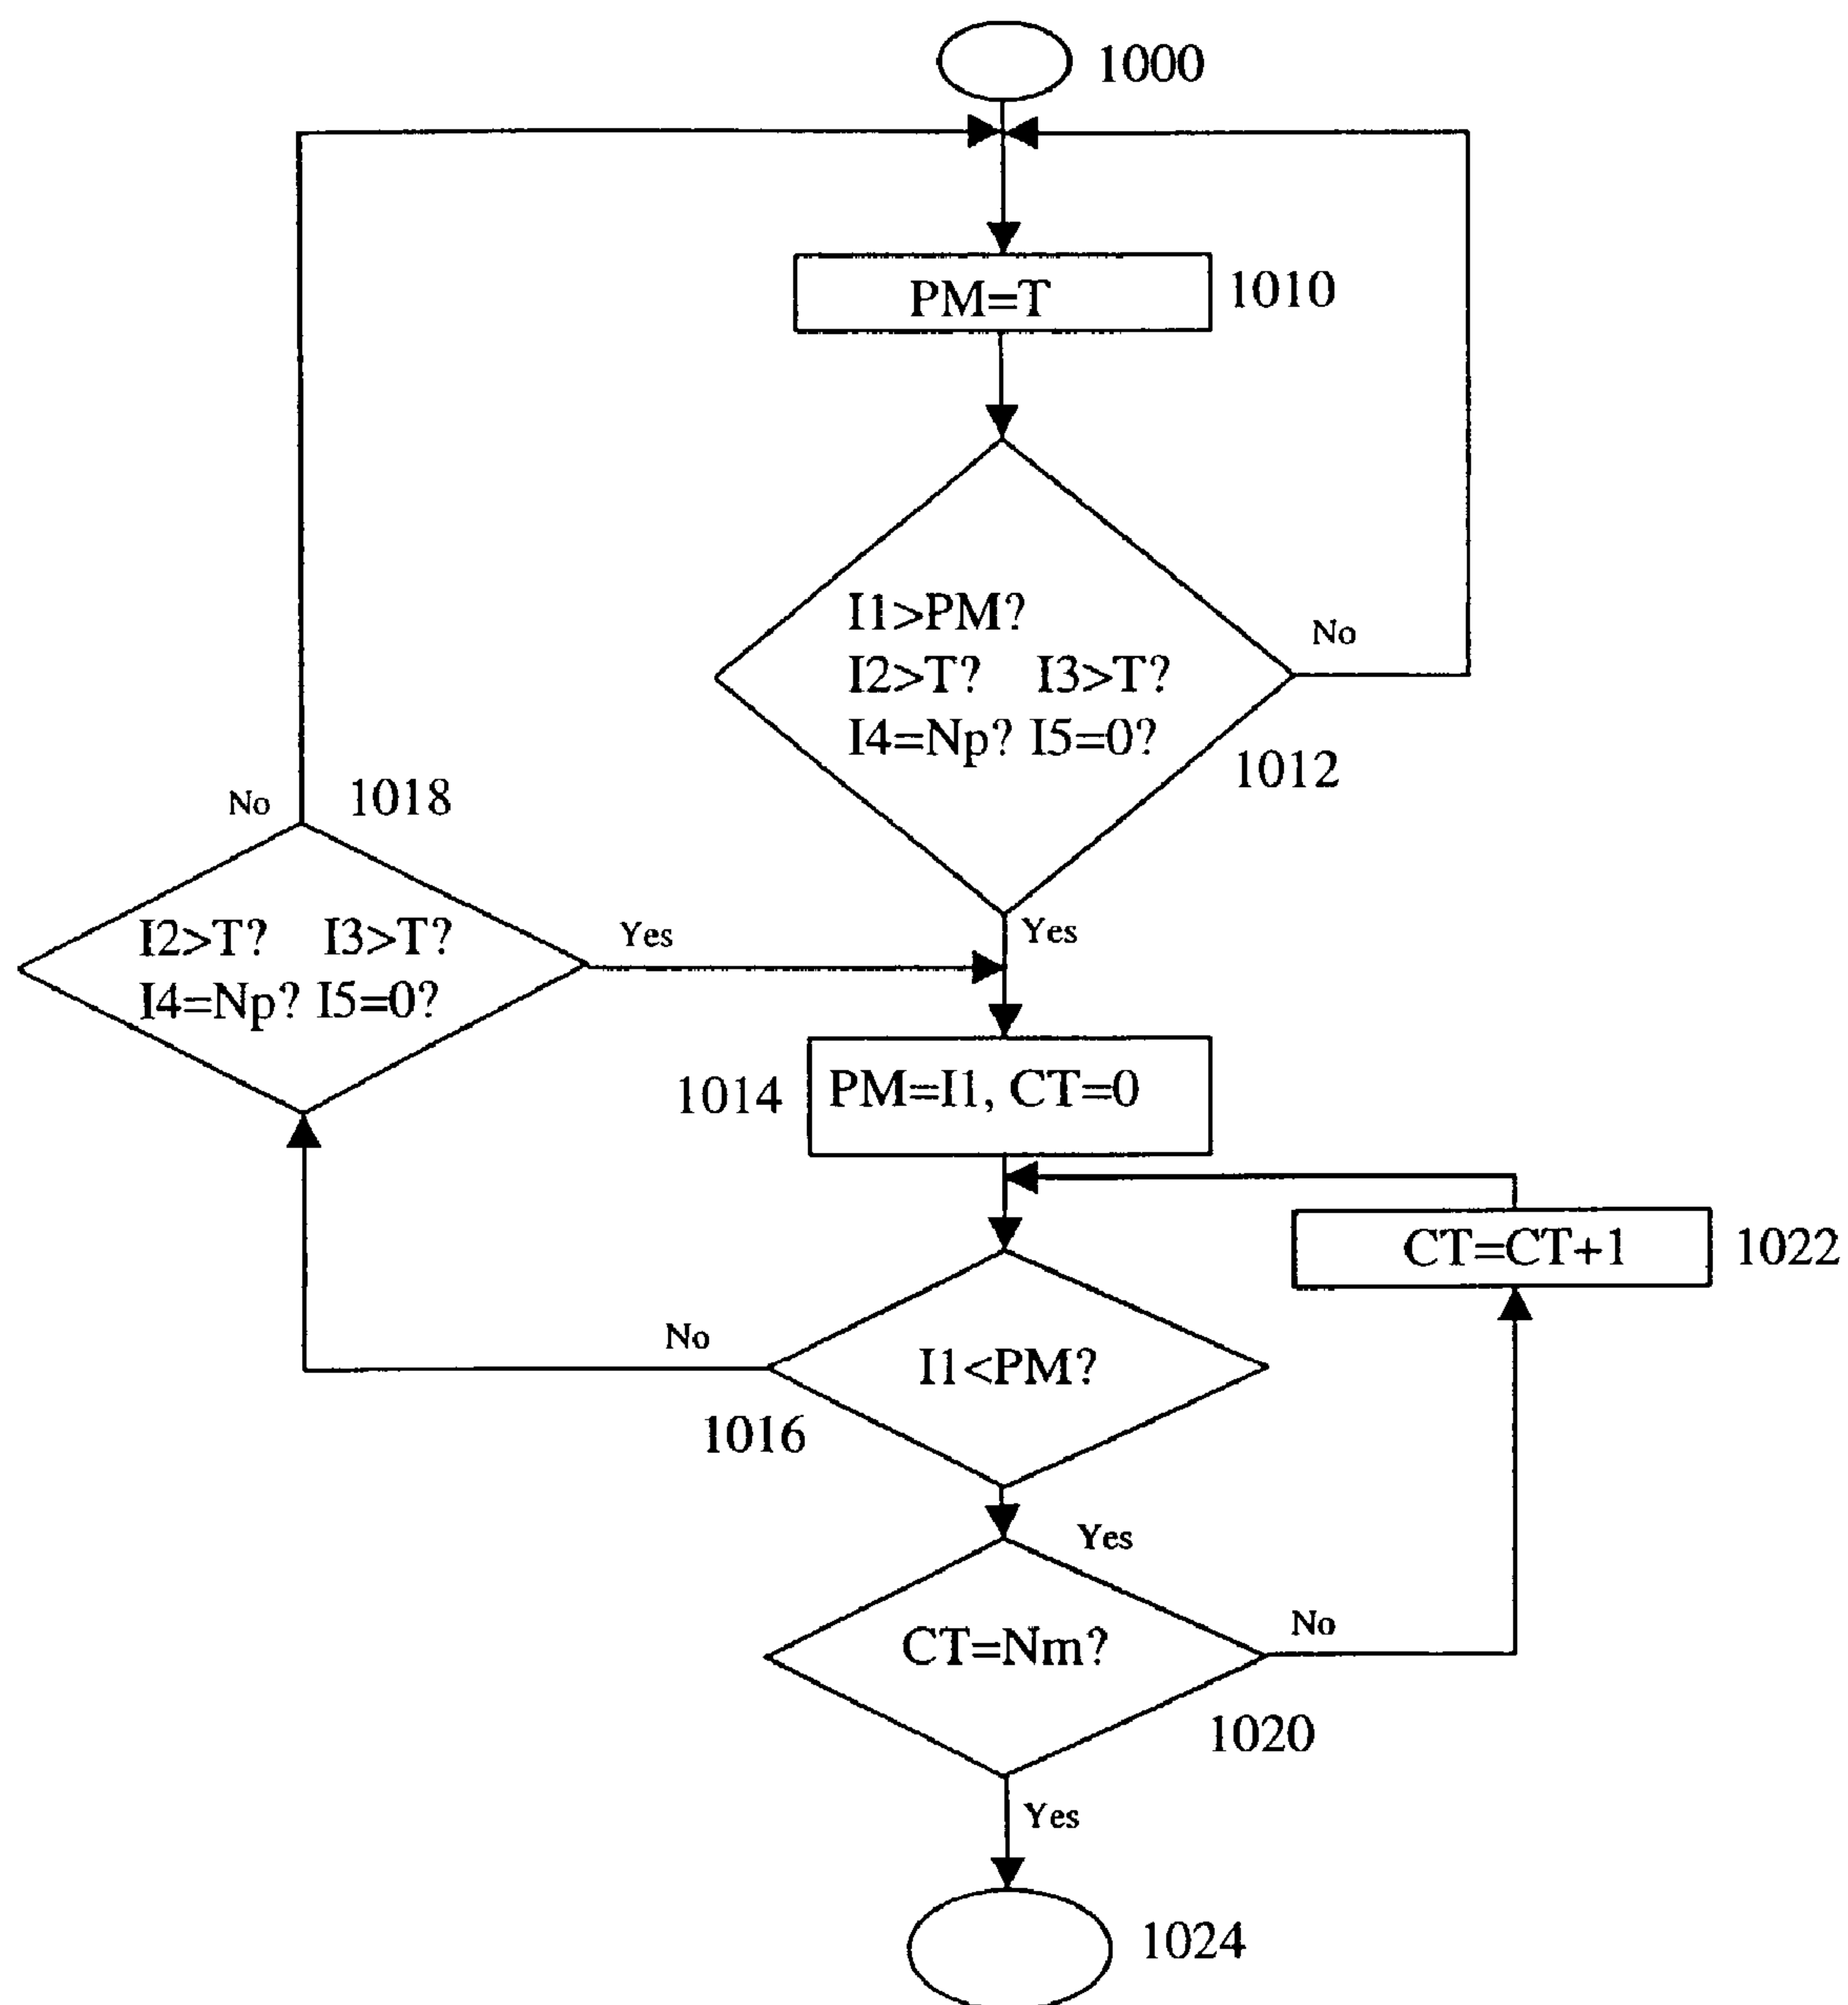 1000
PM=T
1010
I1>PM?
I2>T? I3>T?
I4=Np? I5=0?
No
1012
No
1018
I2>T? I3>T?
I4=Np? I5=0?
Yes
Yes
1014
PM=I1, CT=0
CT=CT+1
1022
No
I1<PM?
1016
Yes
CT=Nm?
No
1020
Yes
1024